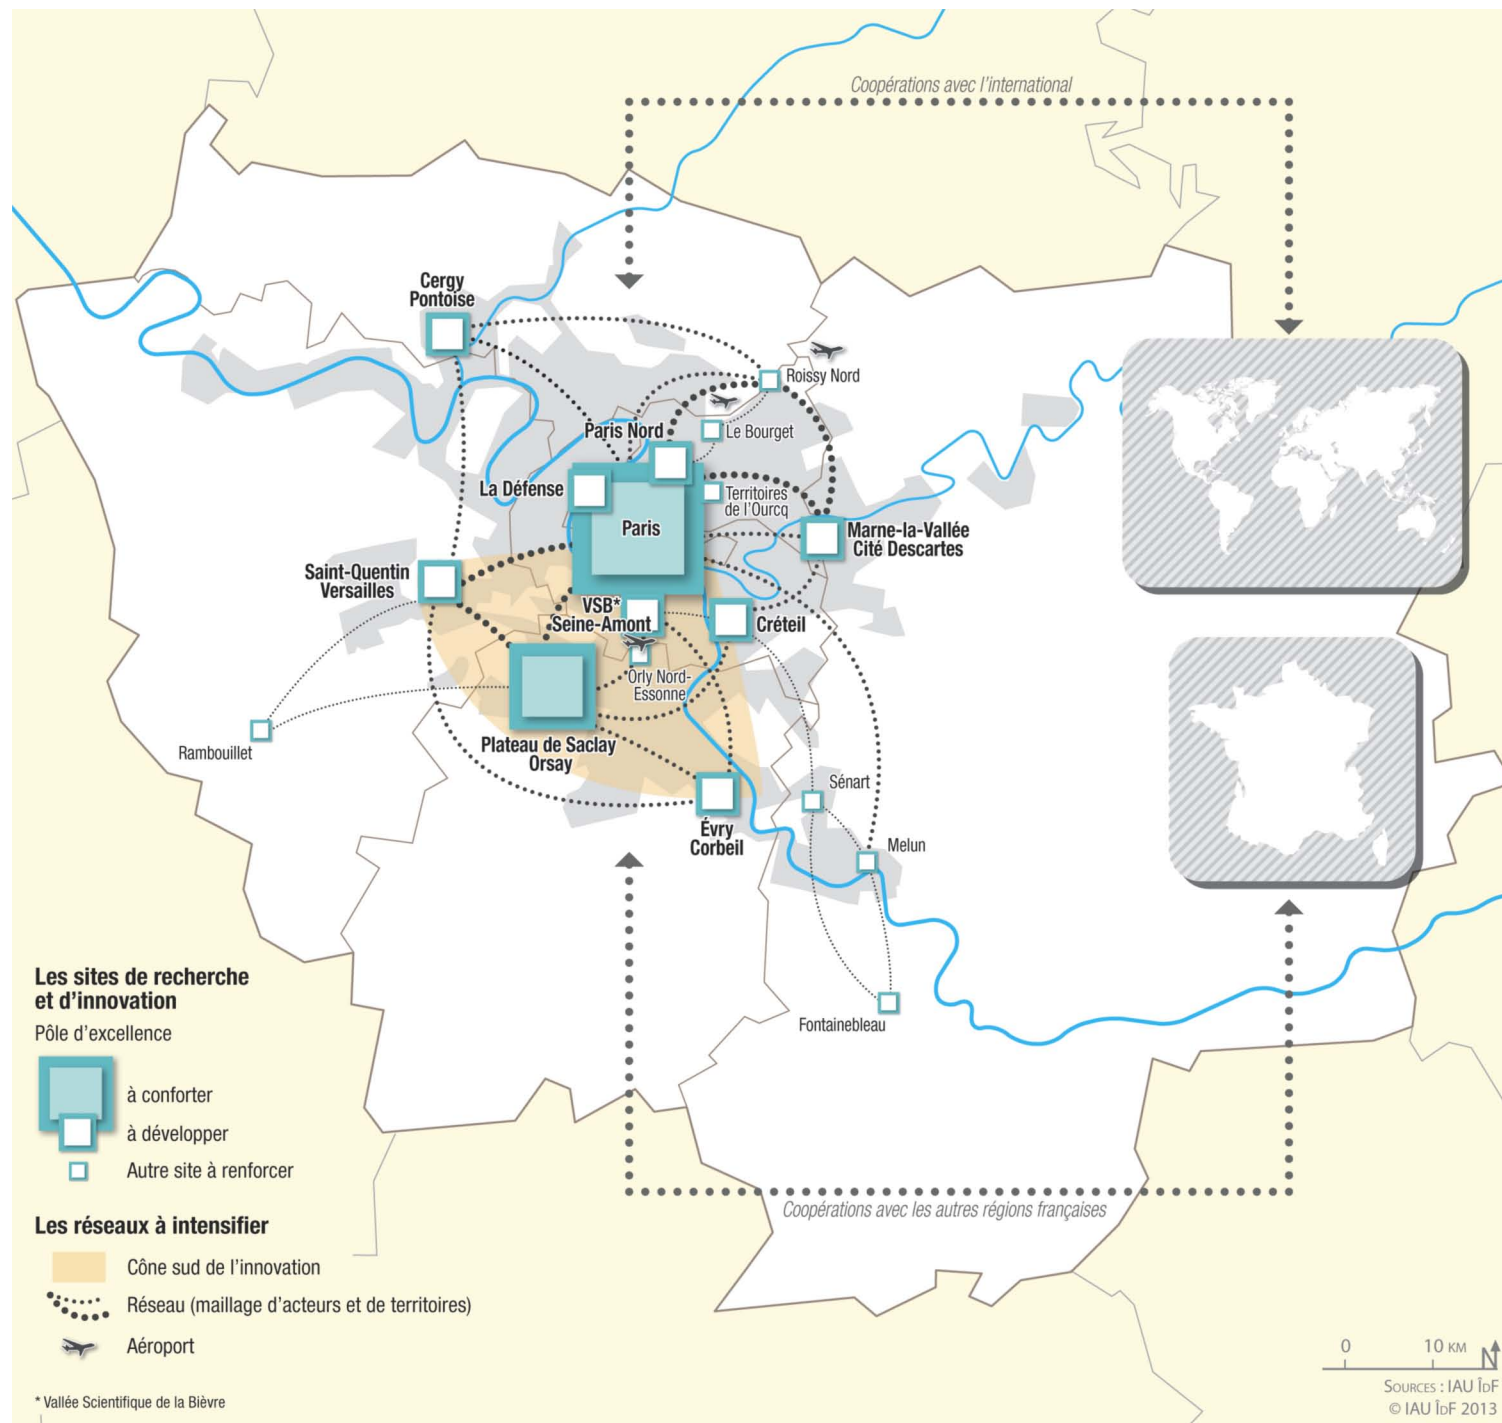 Coopérations avec l'international
Cergy
Pontoise
Roissy Nord
Paris Nord
Le Bourget
La Défense
Territoires
de l'Ourcq
Paris
Marne-la-Vallée
Cité Descartes
Saint-Quentin
Versailles
VSB*
Seine-Amont
Créteil
Orly Nord-
Essonne
Rambouillet
Plateau de Saclay
Orsay
Sénart
Évry
Corbeil
Melun
Fontainebleau
Les sites de recherche
et d'innovation
Pôle d'excellence
à conforter
à développer
Autre site à renforcer
Coopérations avec les autres régions françaises
Les réseaux à intensifier
Cône sud de l'innovation
Réseau (maillage d'acteurs et de territoires)
Aéroport
* Vallée Scientifique de la Bièvre
0 10 KM N
SOURCES : IAU ÎDF
© IAU ÎDF 2013